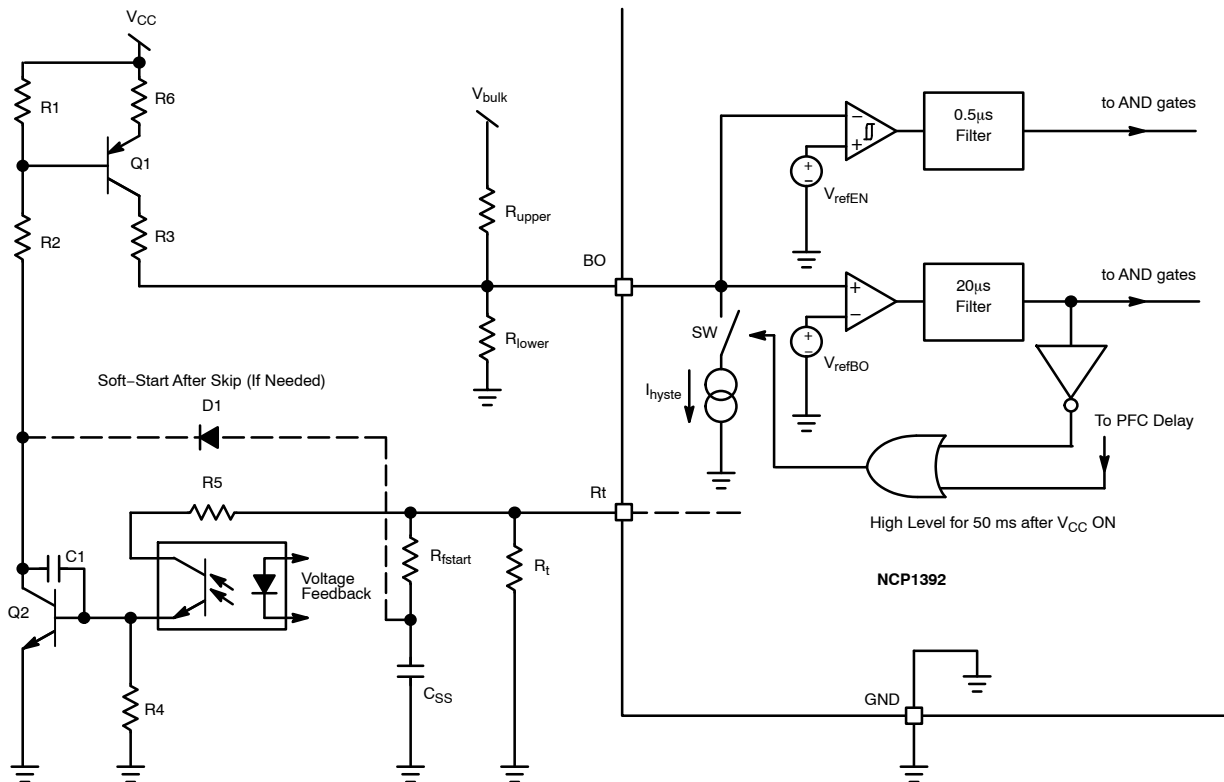 VCC
R1
R6
Q1
R2
R3
Vbulk
Rupper
BO
Rlower
0.5μs
Filter
to AND gates
VrefEN
20μs
Filter
to AND gates
SW
VrefBO
Ihyste
To PFC Delay
High Level for 50 ms after VCC ON
Soft–Start After Skip (If Needed)
D1
R5
Rt
C1
Voltage
Feedback
Rfstart
Rt
NCP1392
Q2
R4
CSS
GND